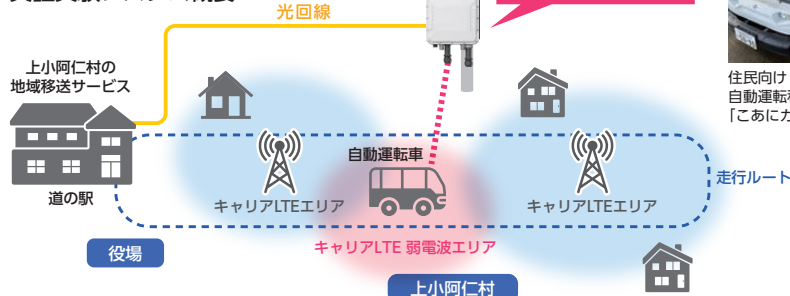 光回線
上小阿仁村の
地域移送サービス
住民向け
自動運転
「こあに
自動運転車
道の駅
キャリアLTEエリア
キャリアLTEエリア
走行ルート
キャリアLTE 弱電波エリア
役場
上小阿仁村